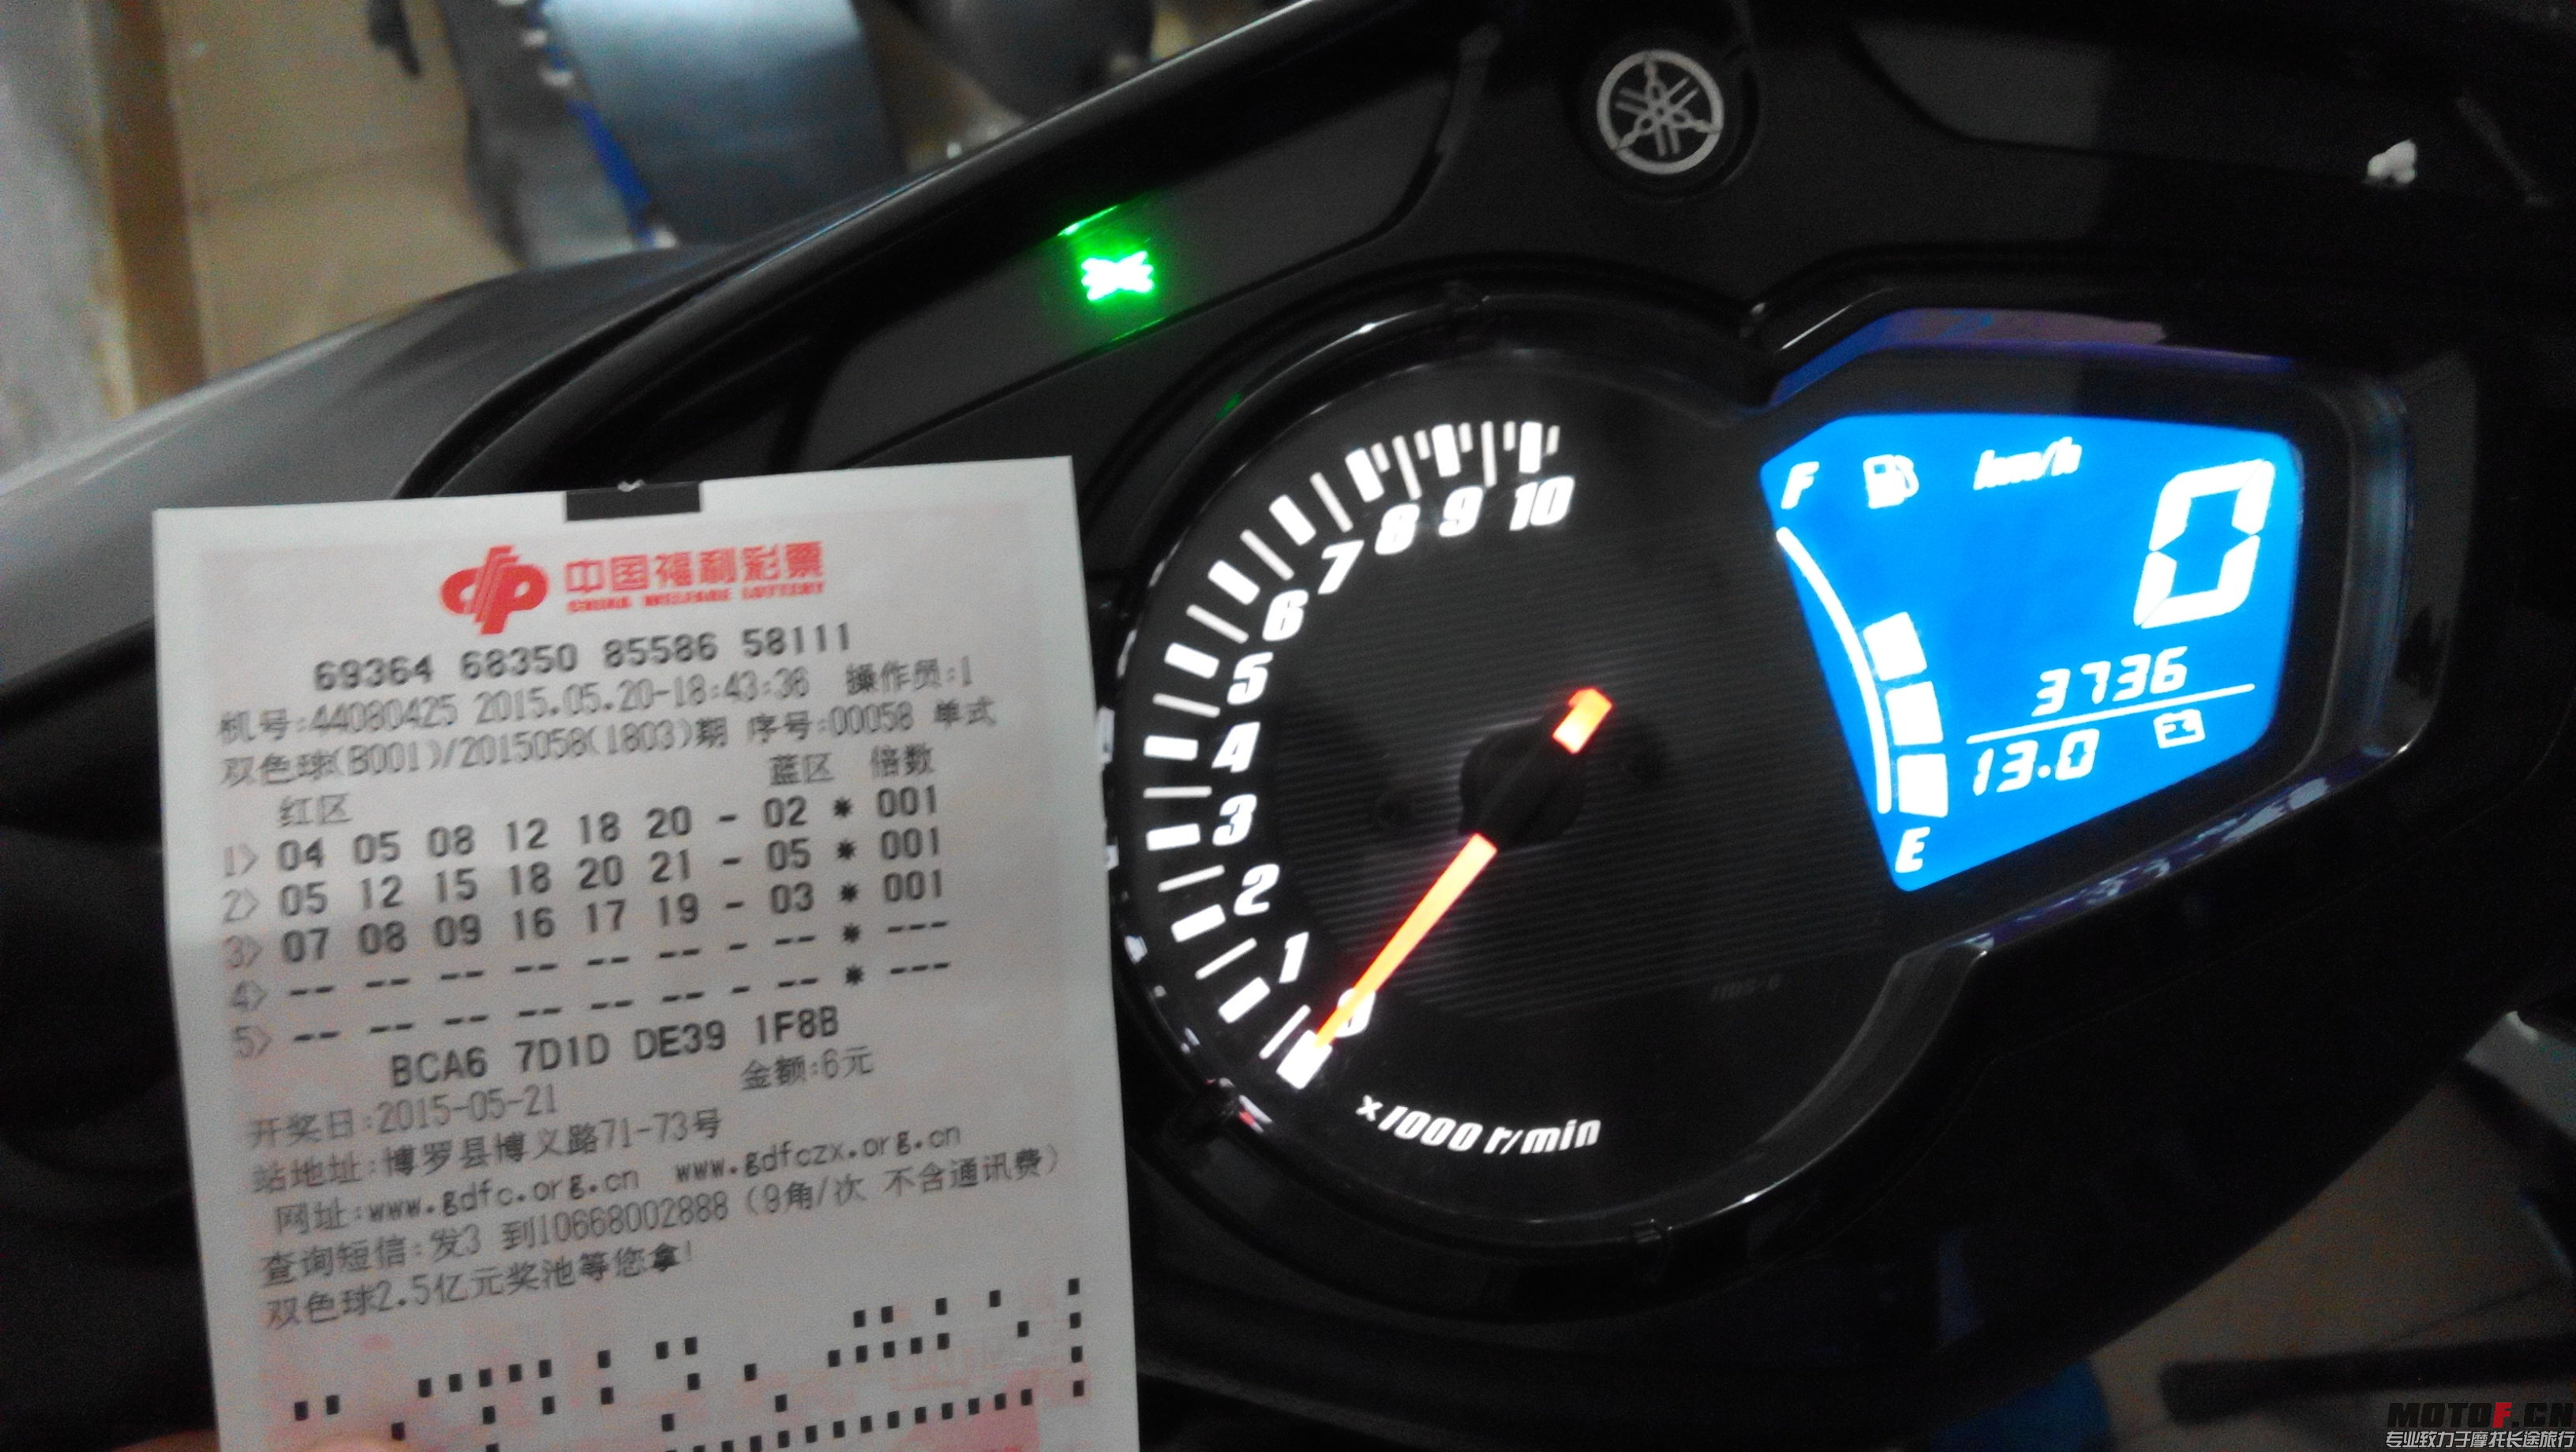 中国福利彩票
CHINA WELFARE LOTTERY
69364 68350 85586 58111
机号:44080425 2015.05.20-18:43:36 操作员:1
双色球(B001)/2015058(1803)期 序号:00058 单式
红区 蓝区 倍数
1> 04 05 08 12 18 20 - 02 * 001
2> 05 12 15 18 20 21 - 05 * 001
3> 07 08 09 16 17 19 - 03 * 001
4> -- -- -- -- -- -- - -- * ---
5> -- -- -- -- -- -- - -- * ---
BCA6 7D1D DE39 1F8B
金额:6元
开奖日:2015-05-21
站地址:博罗县博义路71-73号
网址:www.gdfc.org.cn www.gdfczx.org.cn
查询短信:发3 到10668002888（9角/次 不含通讯费）
双色球2.5亿元奖池等您拿!
0 1 2 3 4 5 6 7 8 9 10
x1000 r/min
F km/h
0
3736
13.0
E
MOTOF.CN
专业致力于摩托长途旅行